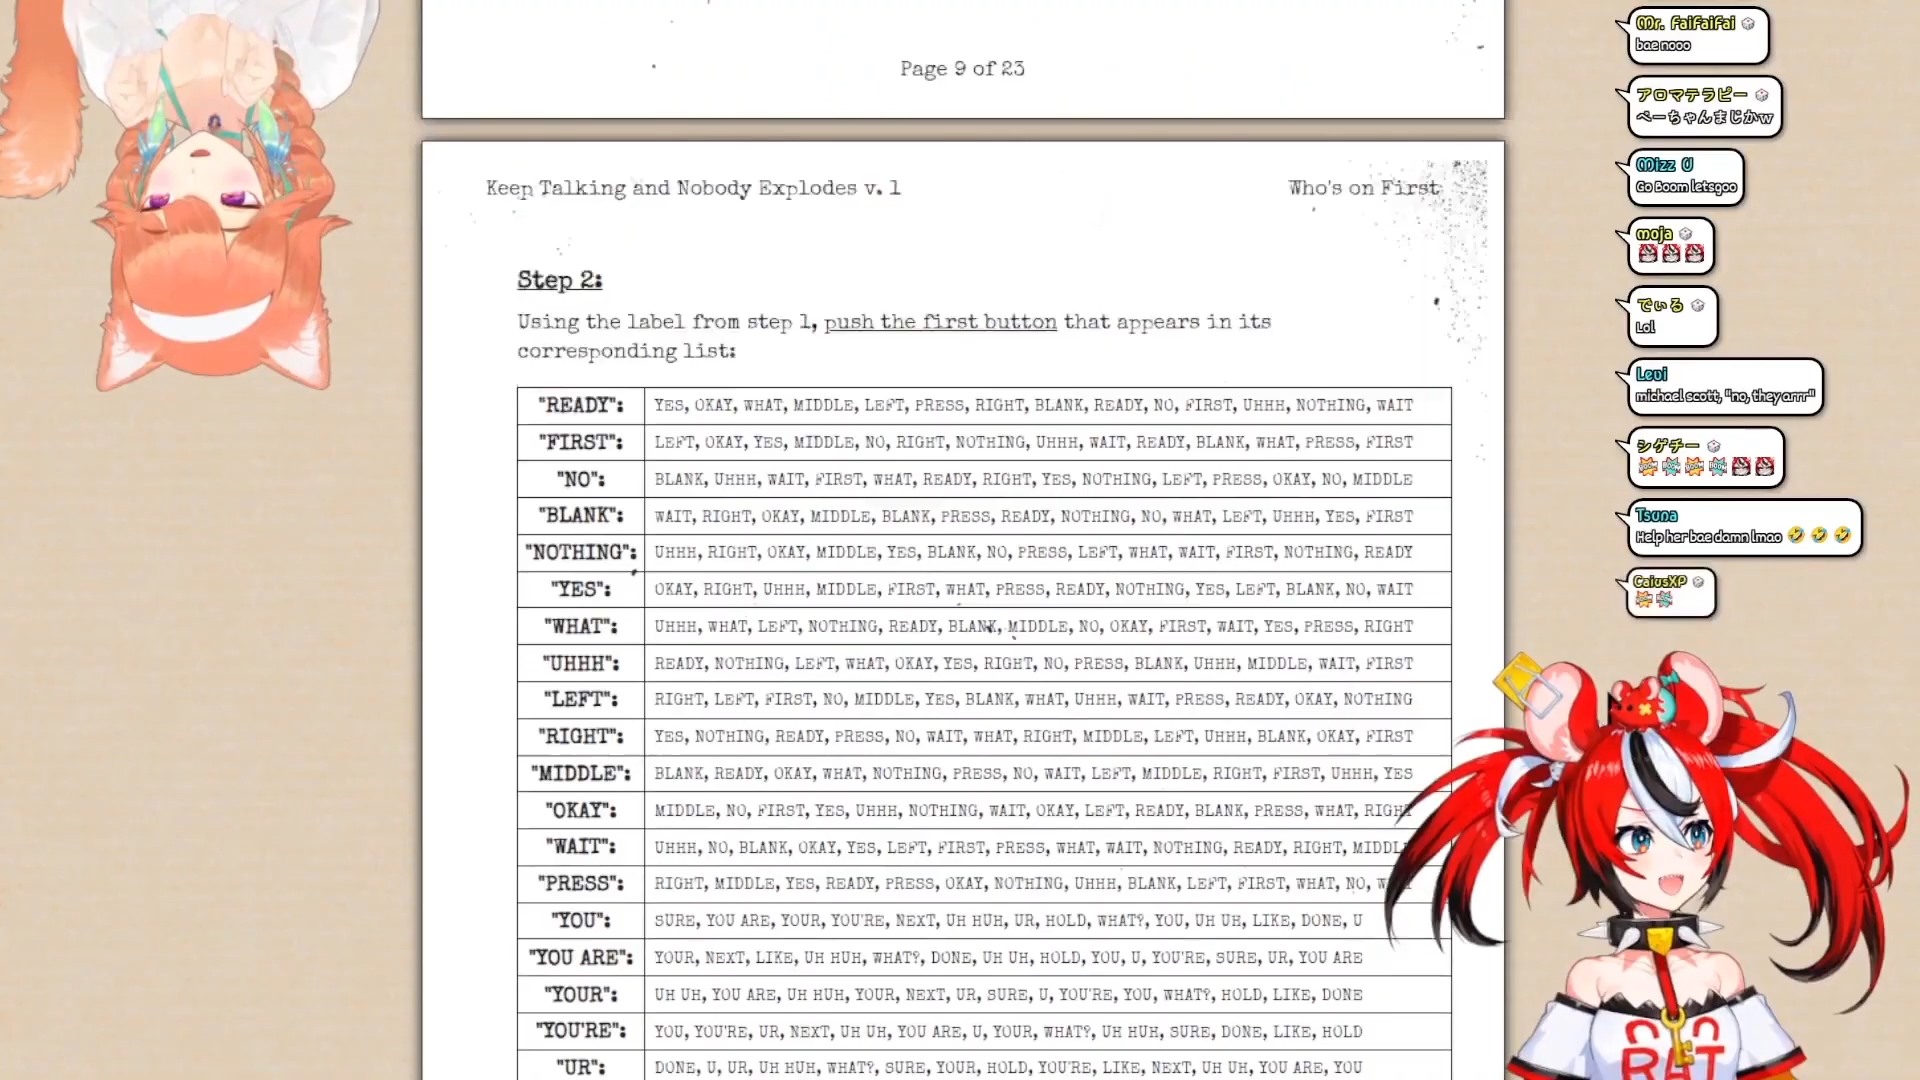 Page 9 of 23
Keep Talking and Nobody Explodes v. 1
Who's on First
Step 2:
Using the label from step 1, push the first button that appears in its
corresponding list:
"READY": YES, OKAY, WHAT, MIDDLE, LEFT, PRESS, RIGHT, BLANK, READY, NO, FIRST, UHHH, NOTHING, WAIT
"FIRST": LEFT, OKAY, YES, MIDDLE, NO, RIGHT, NOTHING, UHHH, WAIT, READY, BLANK, WHAT, PRESS, FIRST
"NO": BLANK, UHHH, WAIT, FIRST, WHAT, READY, RIGHT, YES, NOTHING, LEFT, PRESS, OKAY, NO, MIDDLE
"BLANK": WAIT, RIGHT, OKAY, MIDDLE, BLANK, PRESS, READY, NOTHING, NO, WHAT, LEFT, UHHH, YES, FIRST
"NOTHING": UHHH, RIGHT, OKAY, MIDDLE, YES, BLANK, NO, PRESS, LEFT, WHAT, WAIT, FIRST, NOTHING, READY
"YES": OKAY, RIGHT, UHHH, MIDDLE, FIRST, WHAT, PRESS, READY, NOTHING, YES, LEFT, BLANK, NO, WAIT
"WHAT": UHHH, WHAT, LEFT, NOTHING, READY, BLANK, MIDDLE, NO, OKAY, FIRST, WAIT, YES, PRESS, RIGHT
"UHHH": READY, NOTHING, LEFT, WHAT, OKAY, YES, RIGHT, NO, PRESS, BLANK, UHHH, MIDDLE, WAIT, FIRST
"LEFT": RIGHT, LEFT, FIRST, NO, MIDDLE, YES, BLANK, WHAT, UHHH, WAIT, PRESS, READY, OKAY, NOTHING
"RIGHT": YES, NOTHING, READY, PRESS, NO, WAIT, WHAT, RIGHT, MIDDLE, LEFT, UHHH, BLANK, OKAY, FIRST
"MIDDLE": BLANK, READY, OKAY, WHAT, NOTHING, PRESS, NO, WAIT, LEFT, MIDDLE, RIGHT, FIRST, UHHH, YES
"OKAY": MIDDLE, NO, FIRST, YES, UHHH, NOTHING, WAIT, OKAY, LEFT, READY, BLANK, PRESS, WHAT, RIGHT
"WAIT": UHHH, NO, BLANK, OKAY, YES, LEFT, FIRST, PRESS, WHAT, WAIT, NOTHING, READY, RIGHT, MIDDL
"PRESS": RIGHT, MIDDLE, YES, READY, PRESS, OKAY, NOTHING, UHHH, BLANK, LEFT, FIRST, WHAT, NO,
"YOU": SURE, YOU ARE, YOUR, YOU'RE, NEXT, UH HUH, UR, HOLD, WHAT?, YOU, UH UH, LIKE, DONE, U
"YOU ARE": YOUR, NEXT, LIKE, UH HUH, WHAT?, DONE, UH UH, HOLD, YOU, U, YOU'RE, SURE, UR, YOU ARE
"YOUR": UH UH, YOU ARE, UH HUH, YOUR, NEXT, UR, SURE, U, YOU'RE, YOU, WHAT?, HOLD, LIKE, DONE
"YOU'RE": YOU, YOU'RE, UR, NEXT, UH UH, YOU ARE, U, YOUR, WHAT?, UH HUH, SURE, DONE, LIKE, HOLD
"UR": DONE, U, UR, UH HUH, WHAT?, SURE, YOUR, HOLD, YOU'RE, LIKE, NEXT, UH UH, YOU ARE, YOU
Mr. FaiFaiFai
bae nooo
アロマテラピー
べーちゃんまじかw
Mizz U
Go Boom letsgoo
moja
でぃる
Lol
Levi
michael scott, "no, they arrr"
シゲチー
Tsuna
Help her bae damn lmao 🤣 🤣 🤣
CaiusXP
RAT